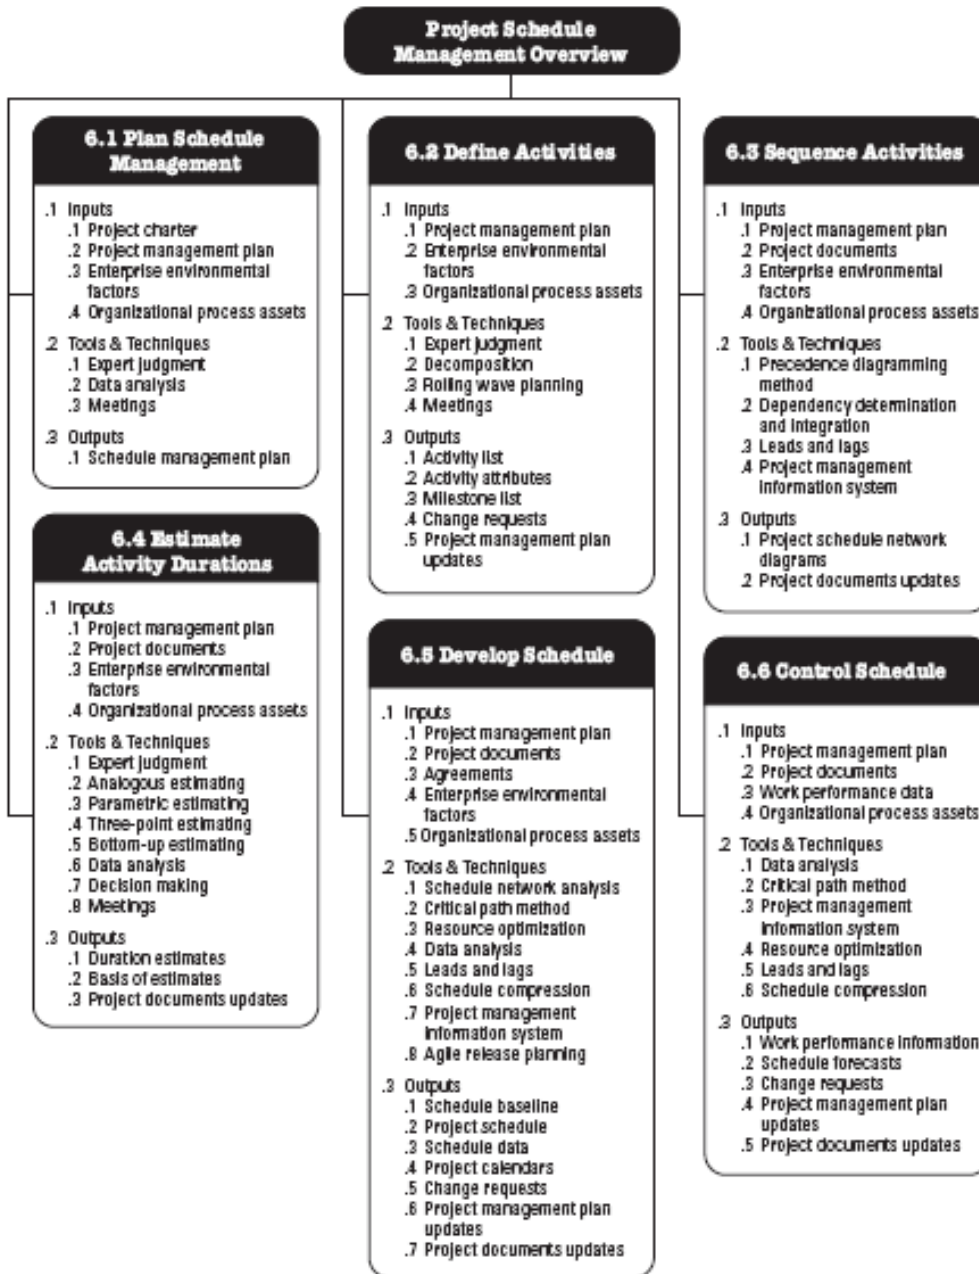 Project Schedule
Management Overview
6.1 Plan Schedule
Management
.1 Inputs
.1 Project charter
.2 Project management plan
.3 Enterprise environmental
factors
.4 Organizational process assets
.2 Tools & Techniques
.1 Expert judgment
.2 Data analysis
.3 Meetings
.3 Outputs
.1 Schedule management plan
6.2 Define Activities
.1 Inputs
.1 Project management plan
.2 Enterprise environmental
factors
.3 Organizational process assets
.2 Tools & Techniques
.1 Expert judgment
.2 Decomposition
.3 Rolling wave planning
.4 Meetings
.3 Outputs
.1 Activity list
.2 Activity attributes
.3 Milestone list
.4 Change requests
.5 Project management plan
updates
6.3 Sequence Activities
.1 Inputs
.1 Project management plan
.2 Project documents
.3 Enterprise environmental
factors
.4 Organizational process assets
.2 Tools & Techniques
.1 Precedence diagramming
method
.2 Dependency determination
and integration
.3 Leads and lags
.4 Project management
information system
.3 Outputs
.1 Project schedule network
diagrams
.2 Project documents updates
6.4 Estimate
Activity Durations
.1 Inputs
.1 Project management plan
.2 Project documents
.3 Enterprise environmental
factors
.4 Organizational process assets
.2 Tools & Techniques
.1 Expert judgment
.2 Analogous estimating
.3 Parametric estimating
.4 Three-point estimating
.5 Bottom-up estimating
.6 Data analysis
.7 Decision making
.8 Meetings
.3 Outputs
.1 Duration estimates
.2 Basis of estimates
.3 Project documents updates
6.5 Develop Schedule
.1 Inputs
.1 Project management plan
.2 Project documents
.3 Agreements
.4 Enterprise environmental
factors
.5 Organizational process assets
.2 Tools & Techniques
.1 Schedule network analysis
.2 Critical path method
.3 Resource optimization
.4 Data analysis
.5 Leads and lags
.6 Schedule compression
.7 Project management
information system
.8 Agile release planning
.3 Outputs
.1 Schedule baseline
.2 Project schedule
.3 Schedule data
.4 Project calendars
.5 Change requests
.6 Project management plan
updates
.7 Project documents updates
6.6 Control Schedule
.1 Inputs
.1 Project management plan
.2 Project documents
.3 Work performance data
.4 Organizational process assets
.2 Tools & Techniques
.1 Data analysis
.2 Critical path method
.3 Project management
information system
.4 Resource optimization
.5 Leads and lags
.6 Schedule compression
.3 Outputs
.1 Work performance information
.2 Schedule forecasts
.3 Change requests
.4 Project management plan
updates
.5 Project documents updates